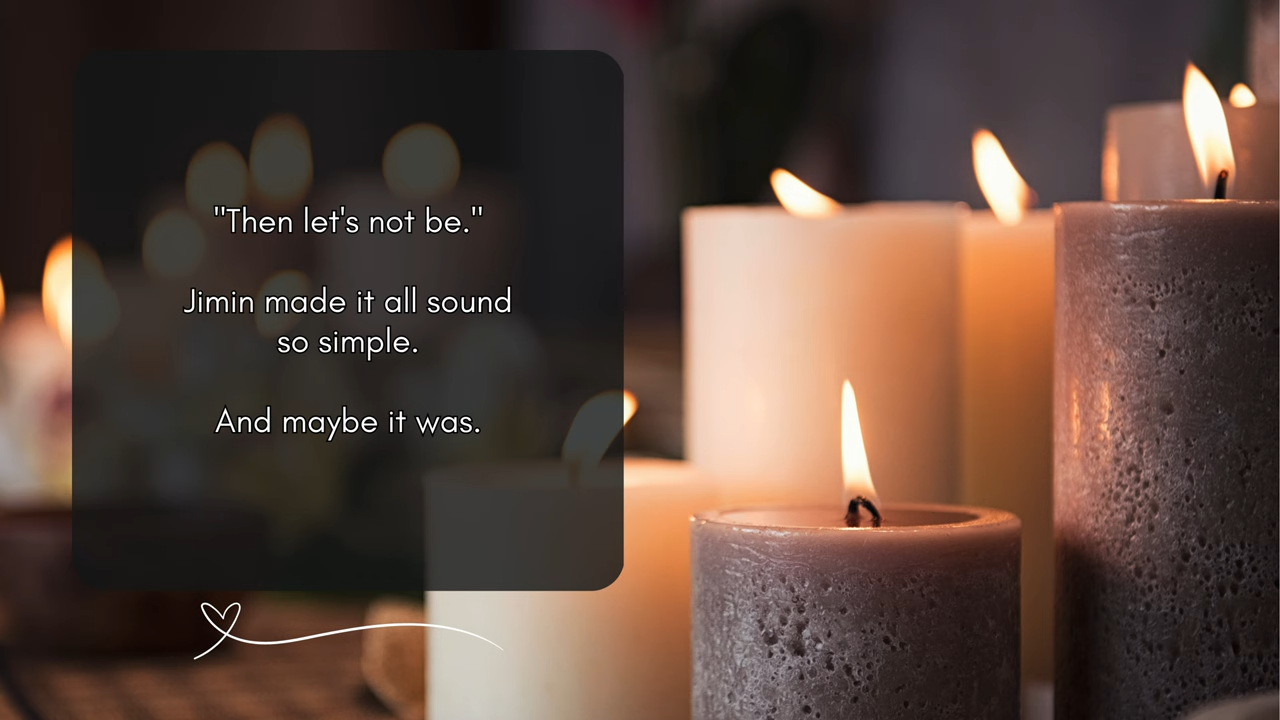 "Then let's not be."
Jimin made it all sound
so simple.
And maybe it was.